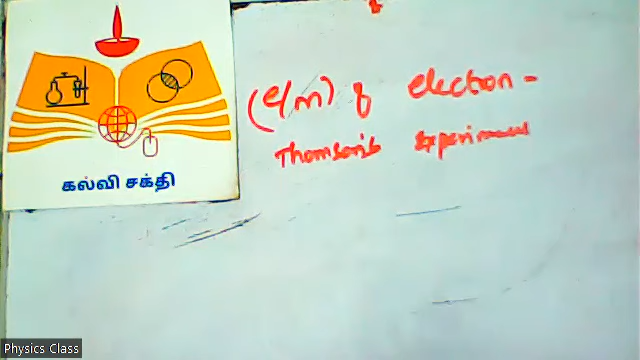 (e/m) of electron -
Thomson's Experiment
கல்வி சக்தி
Physics Class